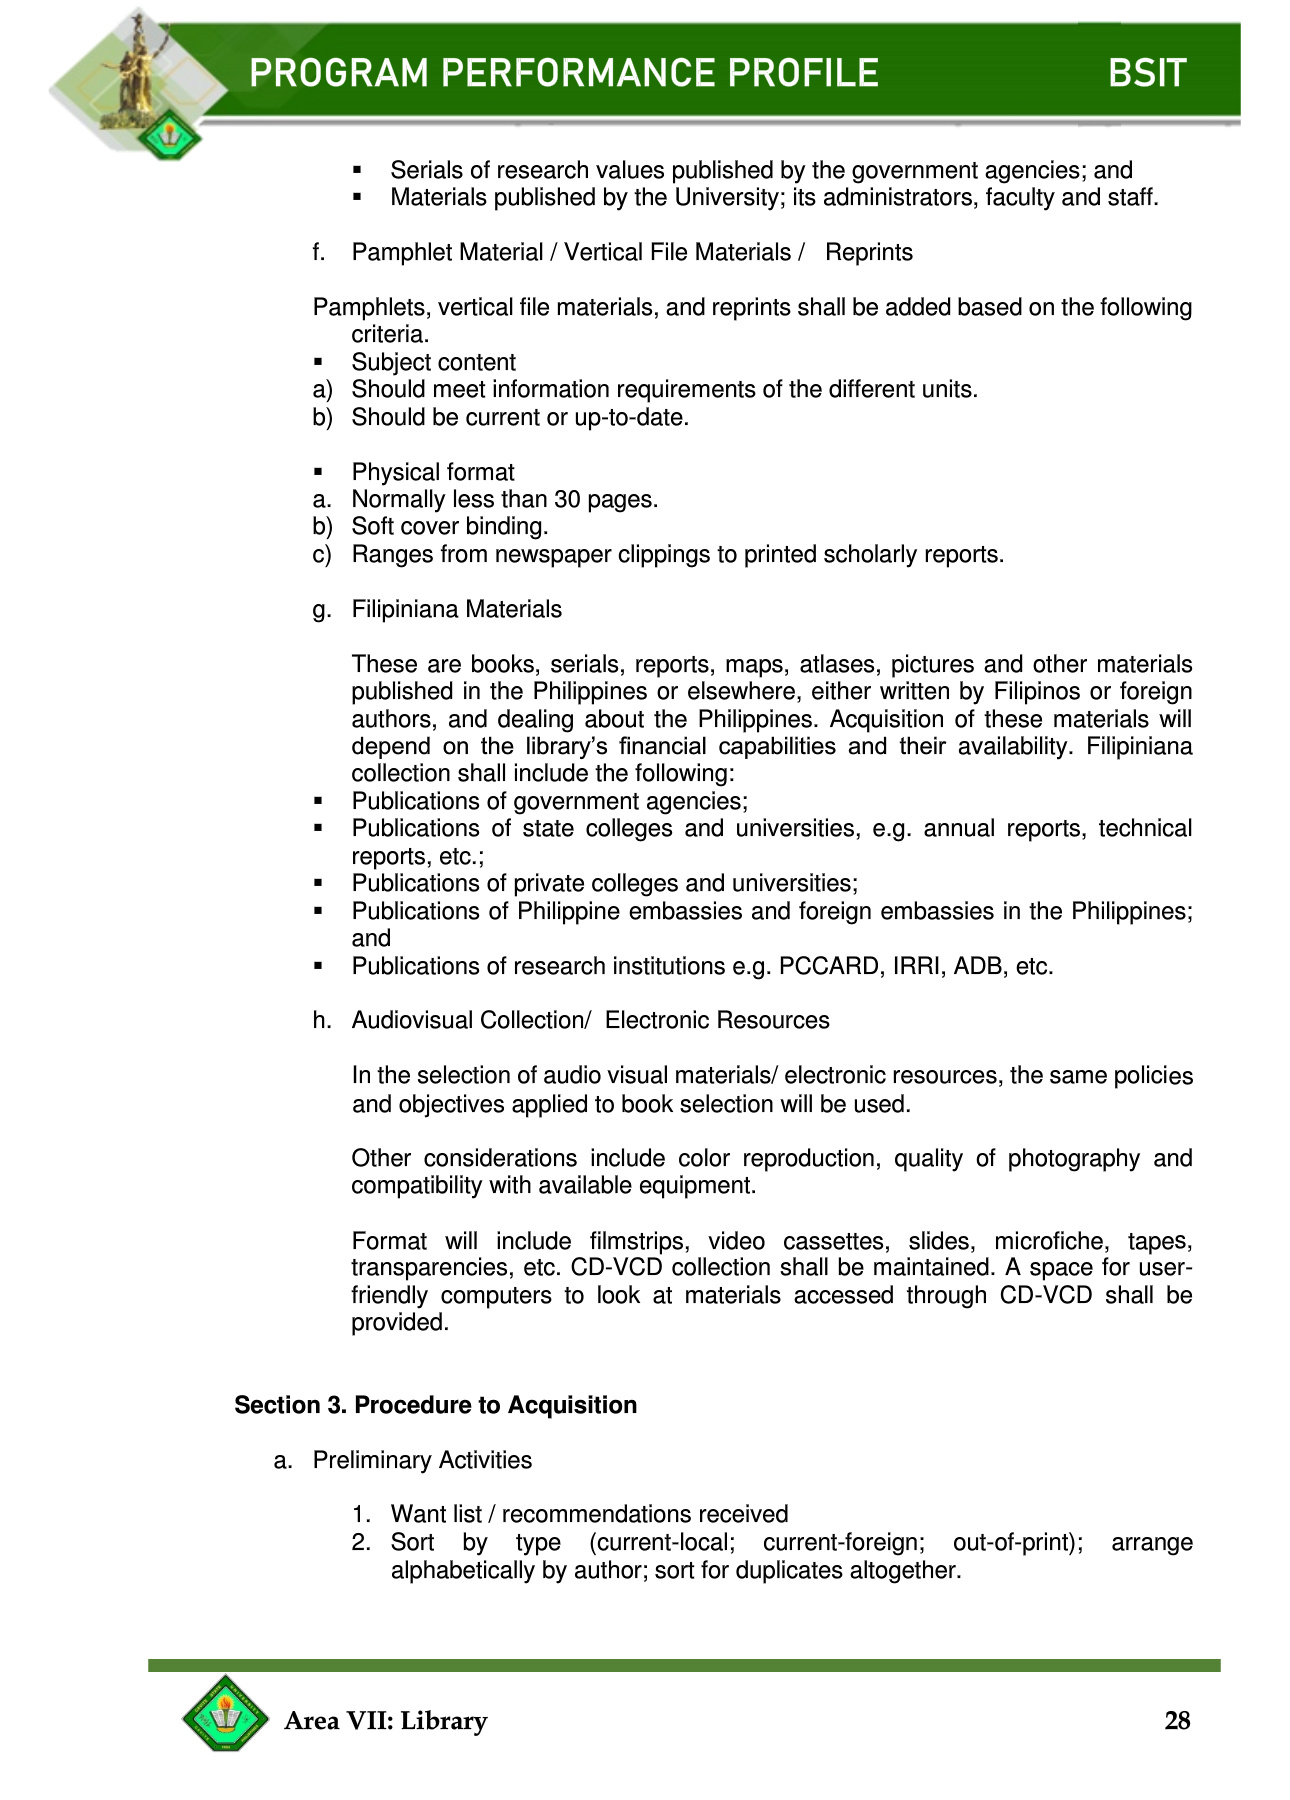 PROGRAM PERFORMANCE PROFILE BSIT
▪ Serials of research values published by the government agencies; and
▪ Materials published by the University; its administrators, faculty and staff.
f. Pamphlet Material / Vertical File Materials / Reprints
Pamphlets, vertical file materials, and reprints shall be added based on the following
criteria.
▪ Subject content
a) Should meet information requirements of the different units.
b) Should be current or up-to-date.
▪ Physical format
a. Normally less than 30 pages.
b) Soft cover binding.
c) Ranges from newspaper clippings to printed scholarly reports.
g. Filipiniana Materials
These are books, serials, reports, maps, atlases, pictures and other materials
published in the Philippines or elsewhere, either written by Filipinos or foreign
authors, and dealing about the Philippines. Acquisition of these materials will
depend on the library’s financial capabilities and their availability. Filipiniana
collection shall include the following:
▪ Publications of government agencies;
▪ Publications of state colleges and universities, e.g. annual reports, technical
reports, etc.;
▪ Publications of private colleges and universities;
▪ Publications of Philippine embassies and foreign embassies in the Philippines;
and
▪ Publications of research institutions e.g. PCCARD, IRRI, ADB, etc.
h. Audiovisual Collection/ Electronic Resources
In the selection of audio visual materials/ electronic resources, the same policies
and objectives applied to book selection will be used.
Other considerations include color reproduction, quality of photography and
compatibility with available equipment.
Format will include filmstrips, video cassettes, slides, microfiche, tapes,
transparencies, etc. CD-VCD collection shall be maintained. A space for user-
friendly computers to look at materials accessed through CD-VCD shall be
provided.
Section 3. Procedure to Acquisition
a. Preliminary Activities
1. Want list / recommendations received
2. Sort by type (current-local; current-foreign; out-of-print); arrange
alphabetically by author; sort for duplicates altogether.
Area VII: Library 28